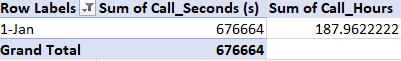 Row Labels Sum of Call_Seconds (s) Sum of Call_Hours
1-Jan 676664 187.9622222
Grand Total 676664